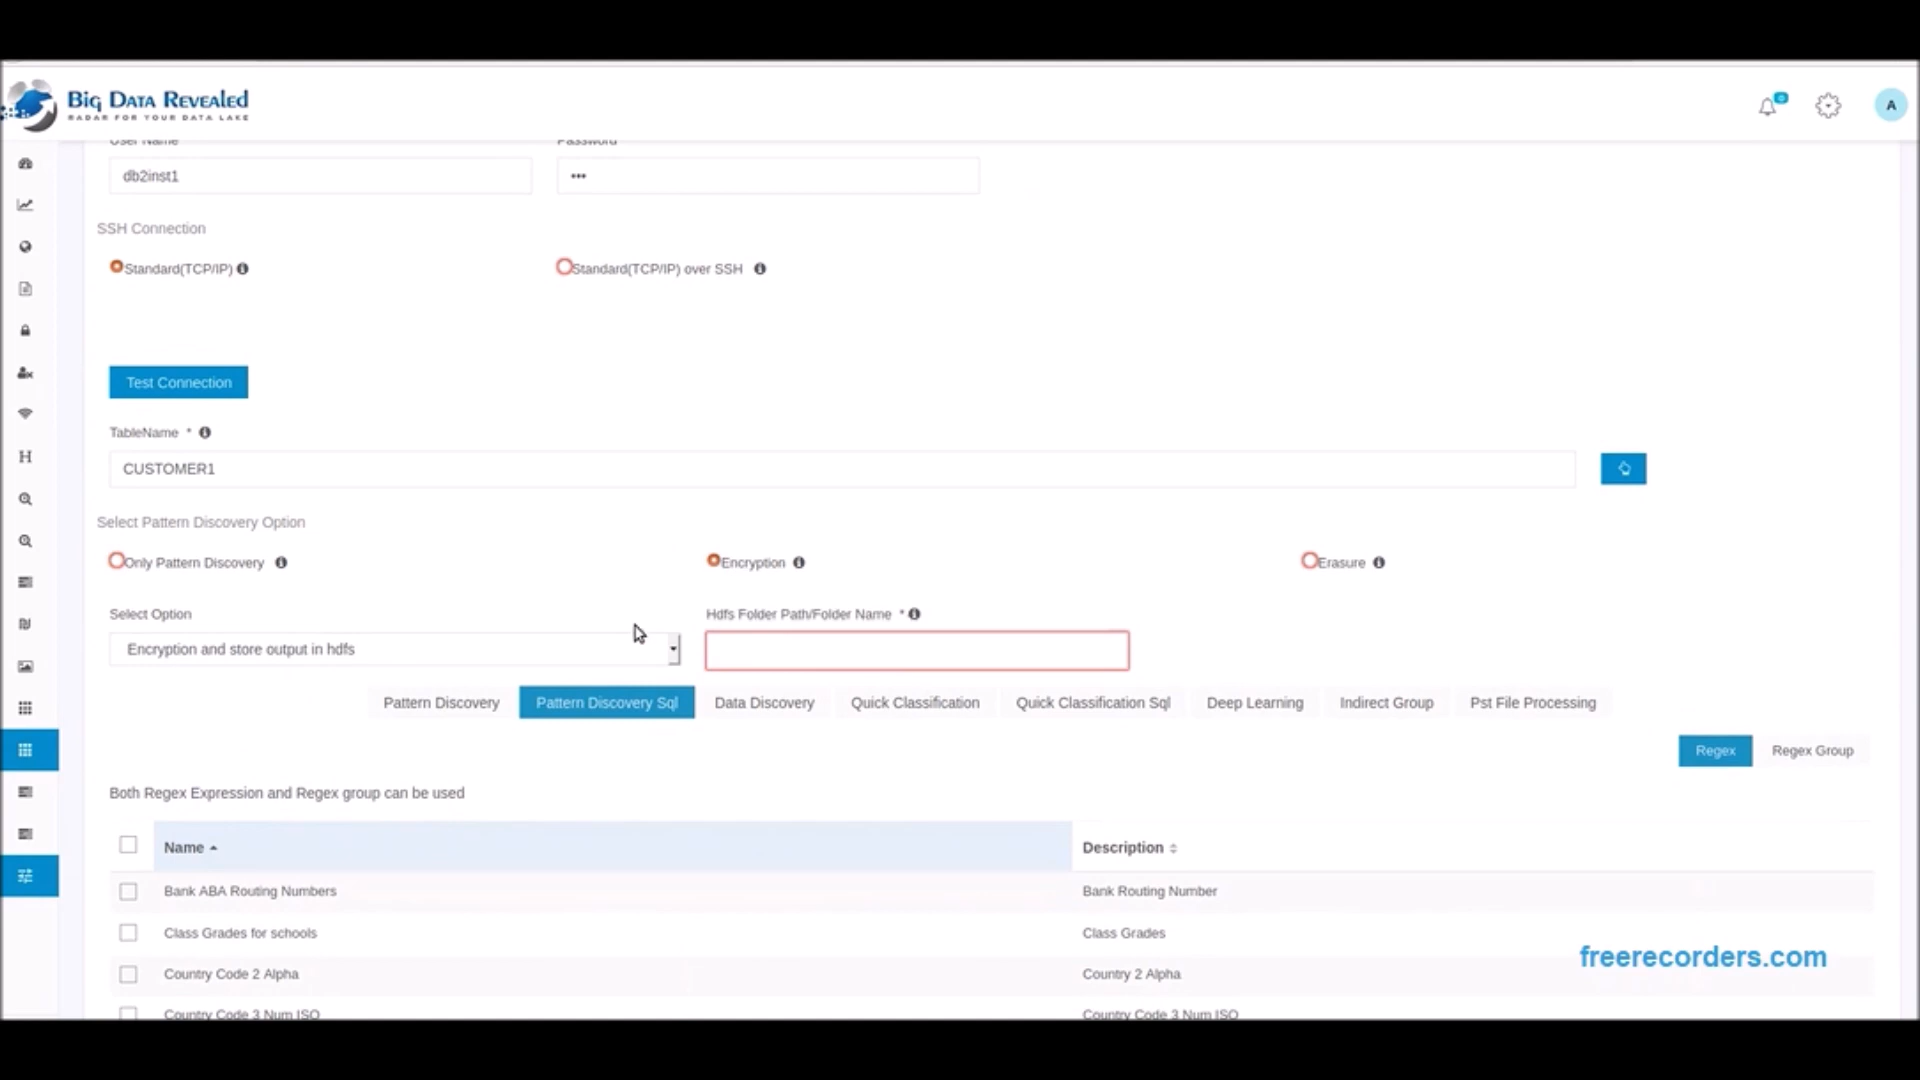 Big Data Revealed
RADAR FOR YOUR DATA LAKE
A
User Name
Password
db2inst1
•••
SSH Connection
Standard(TCP/IP)
Standard(TCP/IP) over SSH
Test Connection
TableName *
CUSTOMER1
Select Pattern Discovery Option
Only Pattern Discovery
Encryption
Erasure
Select Option
Hdfs Folder Path/Folder Name *
Encryption and store output in hdfs
Pattern Discovery
Pattern Discovery Sql
Data Discovery
Quick Classification
Quick Classification Sql
Deep Learning
Indirect Group
Pst File Processing
Regex
Regex Group
Both Regex Expression and Regex group can be used
Name
Description
Bank ABA Routing Numbers
Bank Routing Number
Class Grades for schools
Class Grades
freerecorders.com
Country Code 2 Alpha
Country 2 Alpha
Country Code 3 Num ISO
Country Code 3 Num ISO